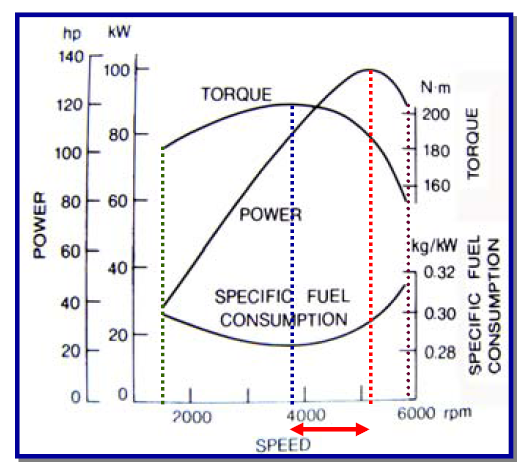 hp kW
140
100
120
80
100
60
80
60
40
40
20
20
0
0
POWER
TORQUE
POWER
SPECIFIC FUEL
CONSUMPTION
N·m
200
180
160
TORQUE
kg/kW
0.32
0.30
0.28
SPECIFIC FUEL
CONSUMPTION
2000 4000 6000 rpm
SPEED